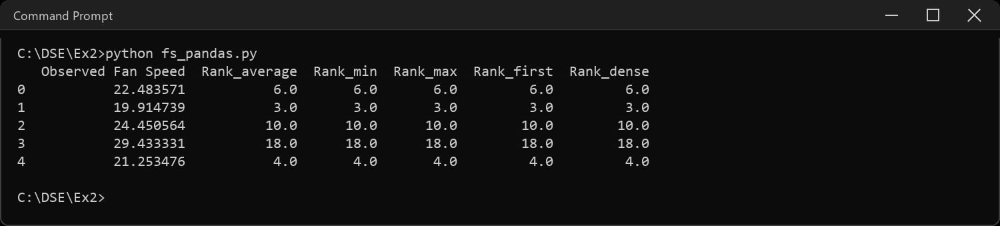 Command Prompt
C:\DSE\Ex2>python fs_pandas.py
   Observed Fan Speed  Rank_average  Rank_min  Rank_max  Rank_first  Rank_dense
0           22.483571           6.0       6.0       6.0         6.0         6.0
1           19.914739           3.0       3.0       3.0         3.0         3.0
2           24.450564          10.0      10.0      10.0        10.0        10.0
3           29.433331          18.0      18.0      18.0        18.0        18.0
4           21.253476           4.0       4.0       4.0         4.0         4.0
C:\DSE\Ex2>